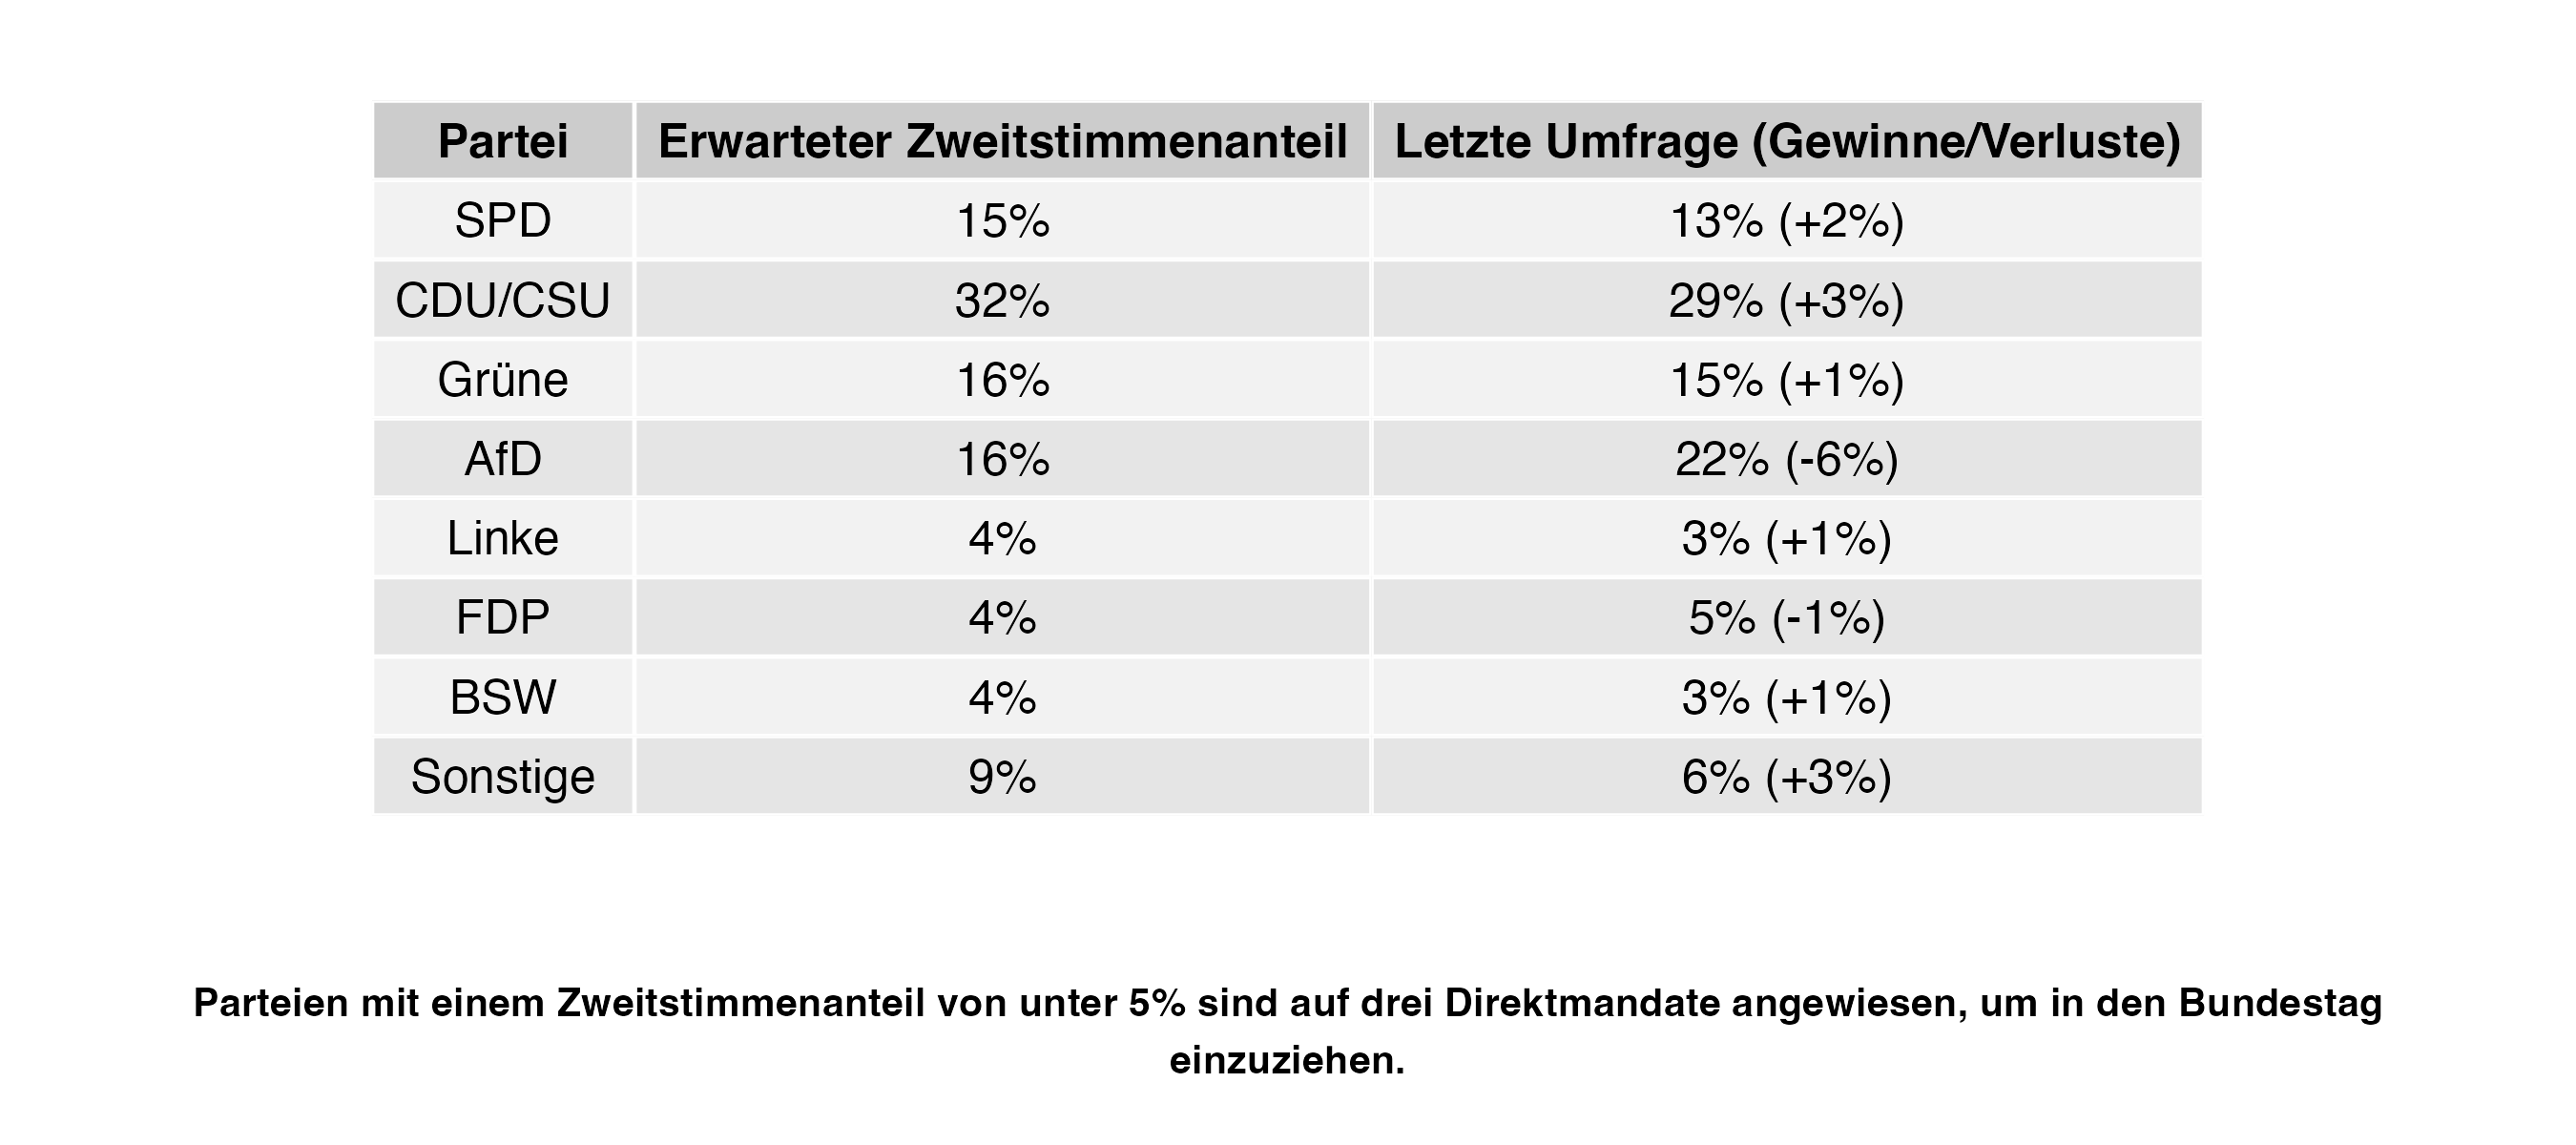 Partei Erwarteter Zweitstimmenanteil Letzte Umfrage (Gewinne/Verluste)
SPD 15% 13% (+2%)
CDU/CSU 32% 29% (+3%)
Grüne 16% 15% (+1%)
AfD 16% 22% (-6%)
Linke 4% 3% (+1%)
FDP 4% 5% (-1%)
BSW 4% 3% (+1%)
Sonstige 9% 6% (+3%)
Parteien mit einem Zweitstimmenanteil von unter 5% sind auf drei Direktmandate angewiesen, um in den Bundestag
einzuziehen.